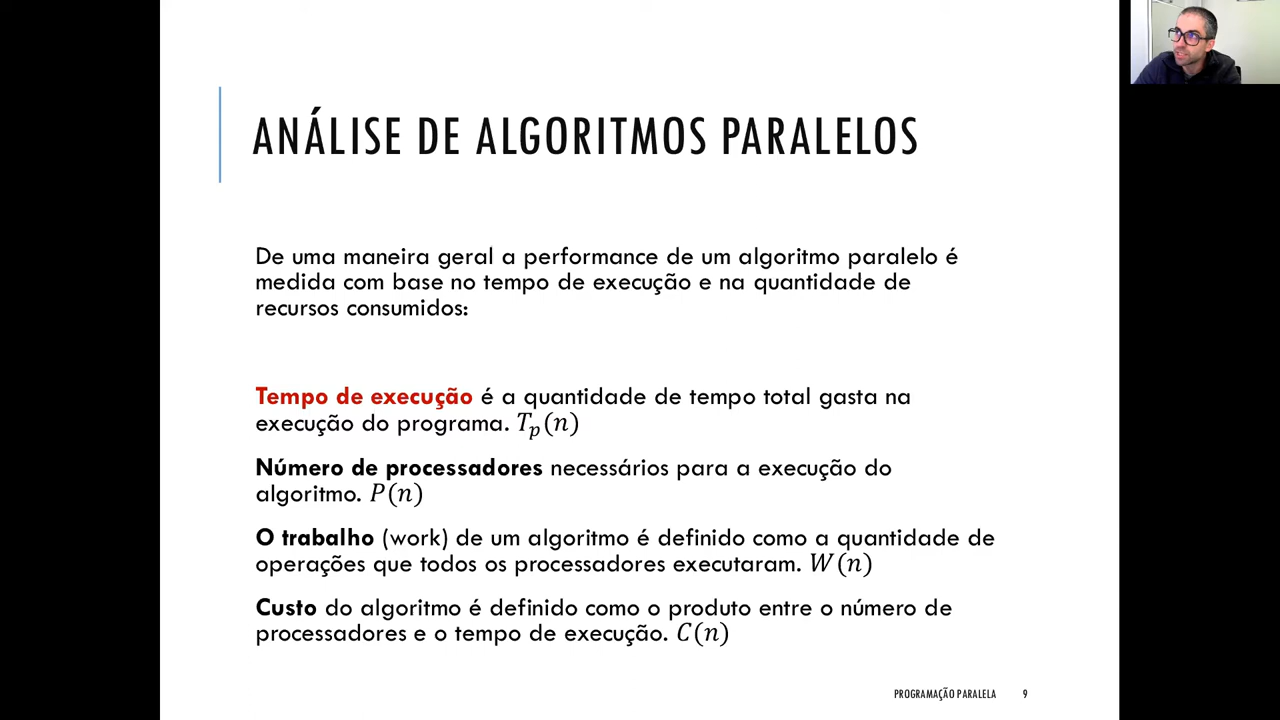 ANÁLISE DE ALGORITMOS PARALELOS
De uma maneira geral a performance de um algoritmo paralelo é
medida com base no tempo de execução e na quantidade de
recursos consumidos:
Tempo de execução é a quantidade de tempo total gasta na
execução do programa. Tₚ(n)
Número de processadores necessários para a execução do
algoritmo. P(n)
O trabalho (work) de um algoritmo é definido como a quantidade de
operações que todos os processadores executaram. W(n)
Custo do algoritmo é definido como o produto entre o número de
processadores e o tempo de execução. C(n)
PROGRAMAÇÃO PARALELA 9